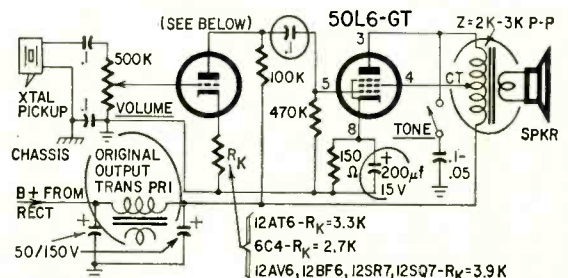 (SEE BELOW)
50L6-GT
Z=2K-3K P-P
.1
500K
.1
3
100K
5
4
CT
XTAL
PICKUP
.1
VOLUME
470K
8
TONE
SPKR
CHASSIS
ORIGINAL
OUTPUT
TRANS PRI
RK
150
Ω
+
200μf
15V
.1-
.05
B+ FROM
RECT
+
+
50/150V
12AT6-RK=3.3K
6C4-RK=2.7K
12AV6,12BF6,12SR7,12SQ7-RK=3.9K